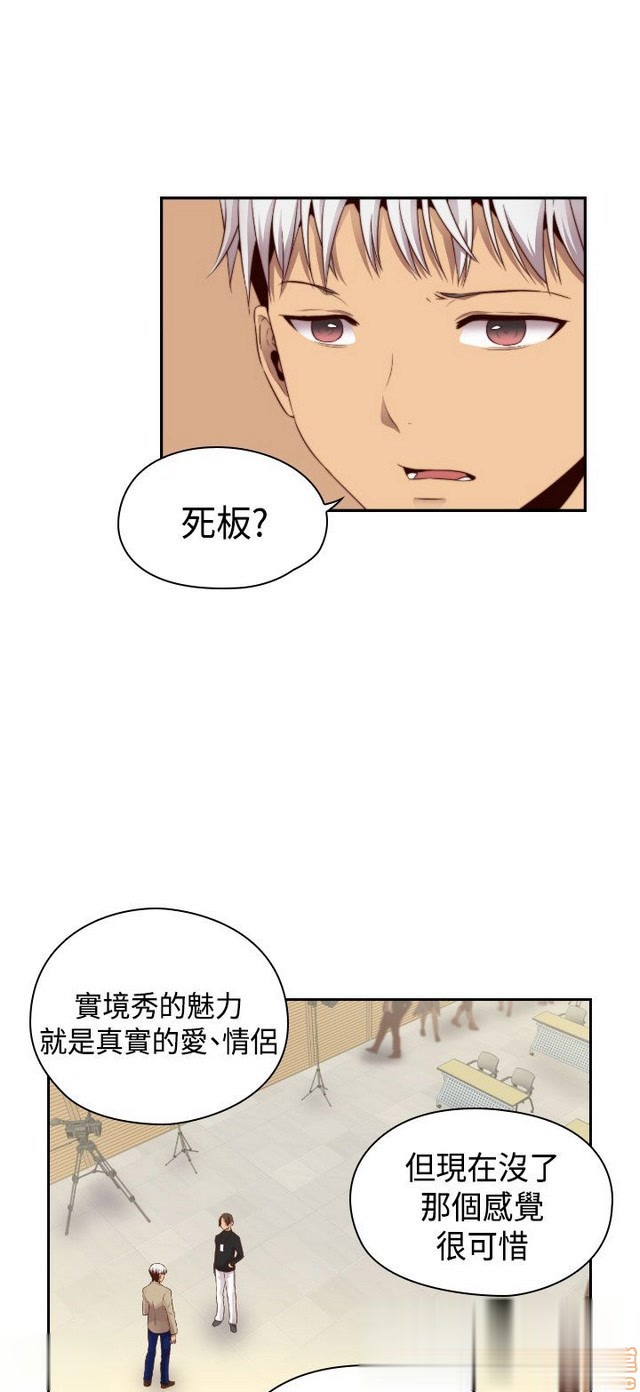 死板?
實境秀的魅力
就是真實的愛、情侶
但現在沒了
那個感覺
很可惜